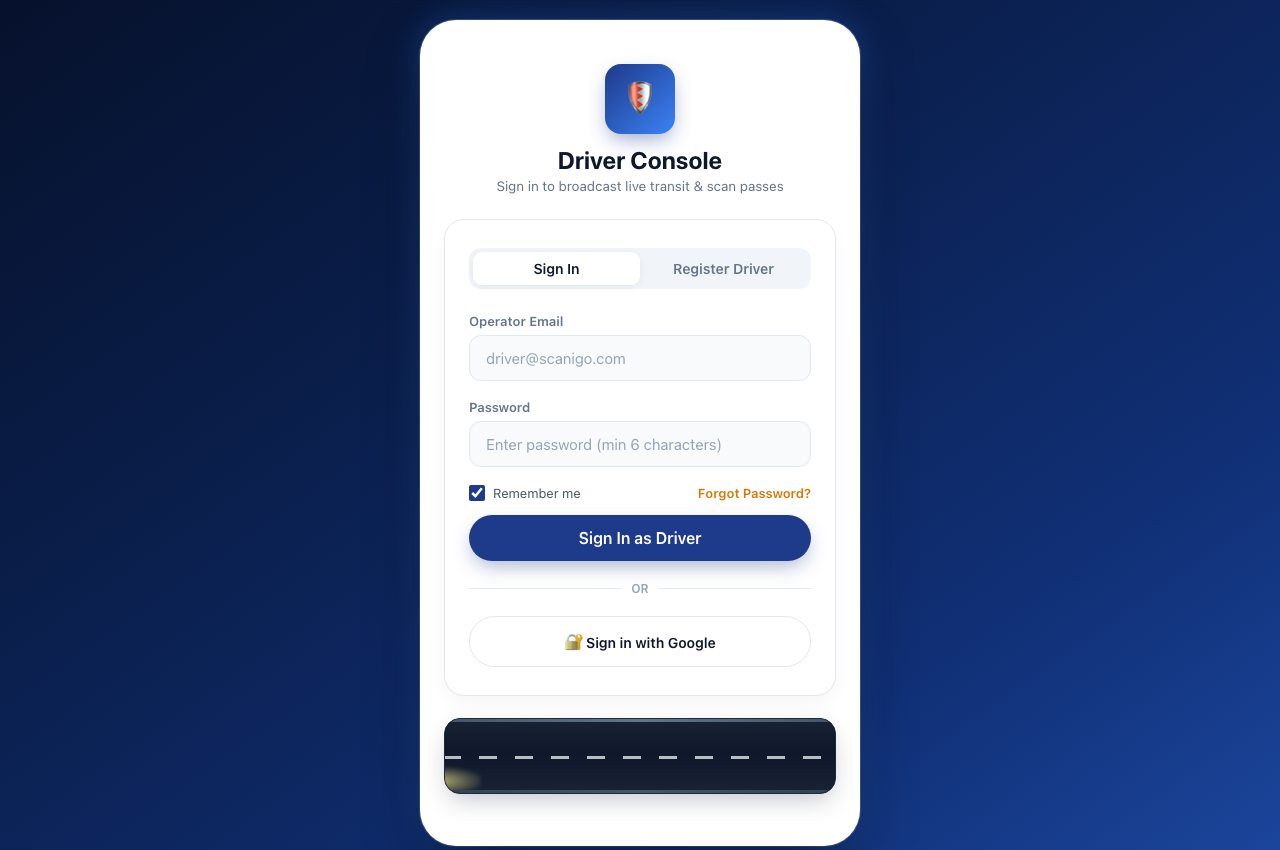 Driver Console
Sign in to broadcast live transit & scan passes
Sign In
Register Driver
Operator Email
driver@scanigo.com
Password
Enter password (min 6 characters)
Remember me
Forgot Password?
Sign In as Driver
OR
Sign in with Google